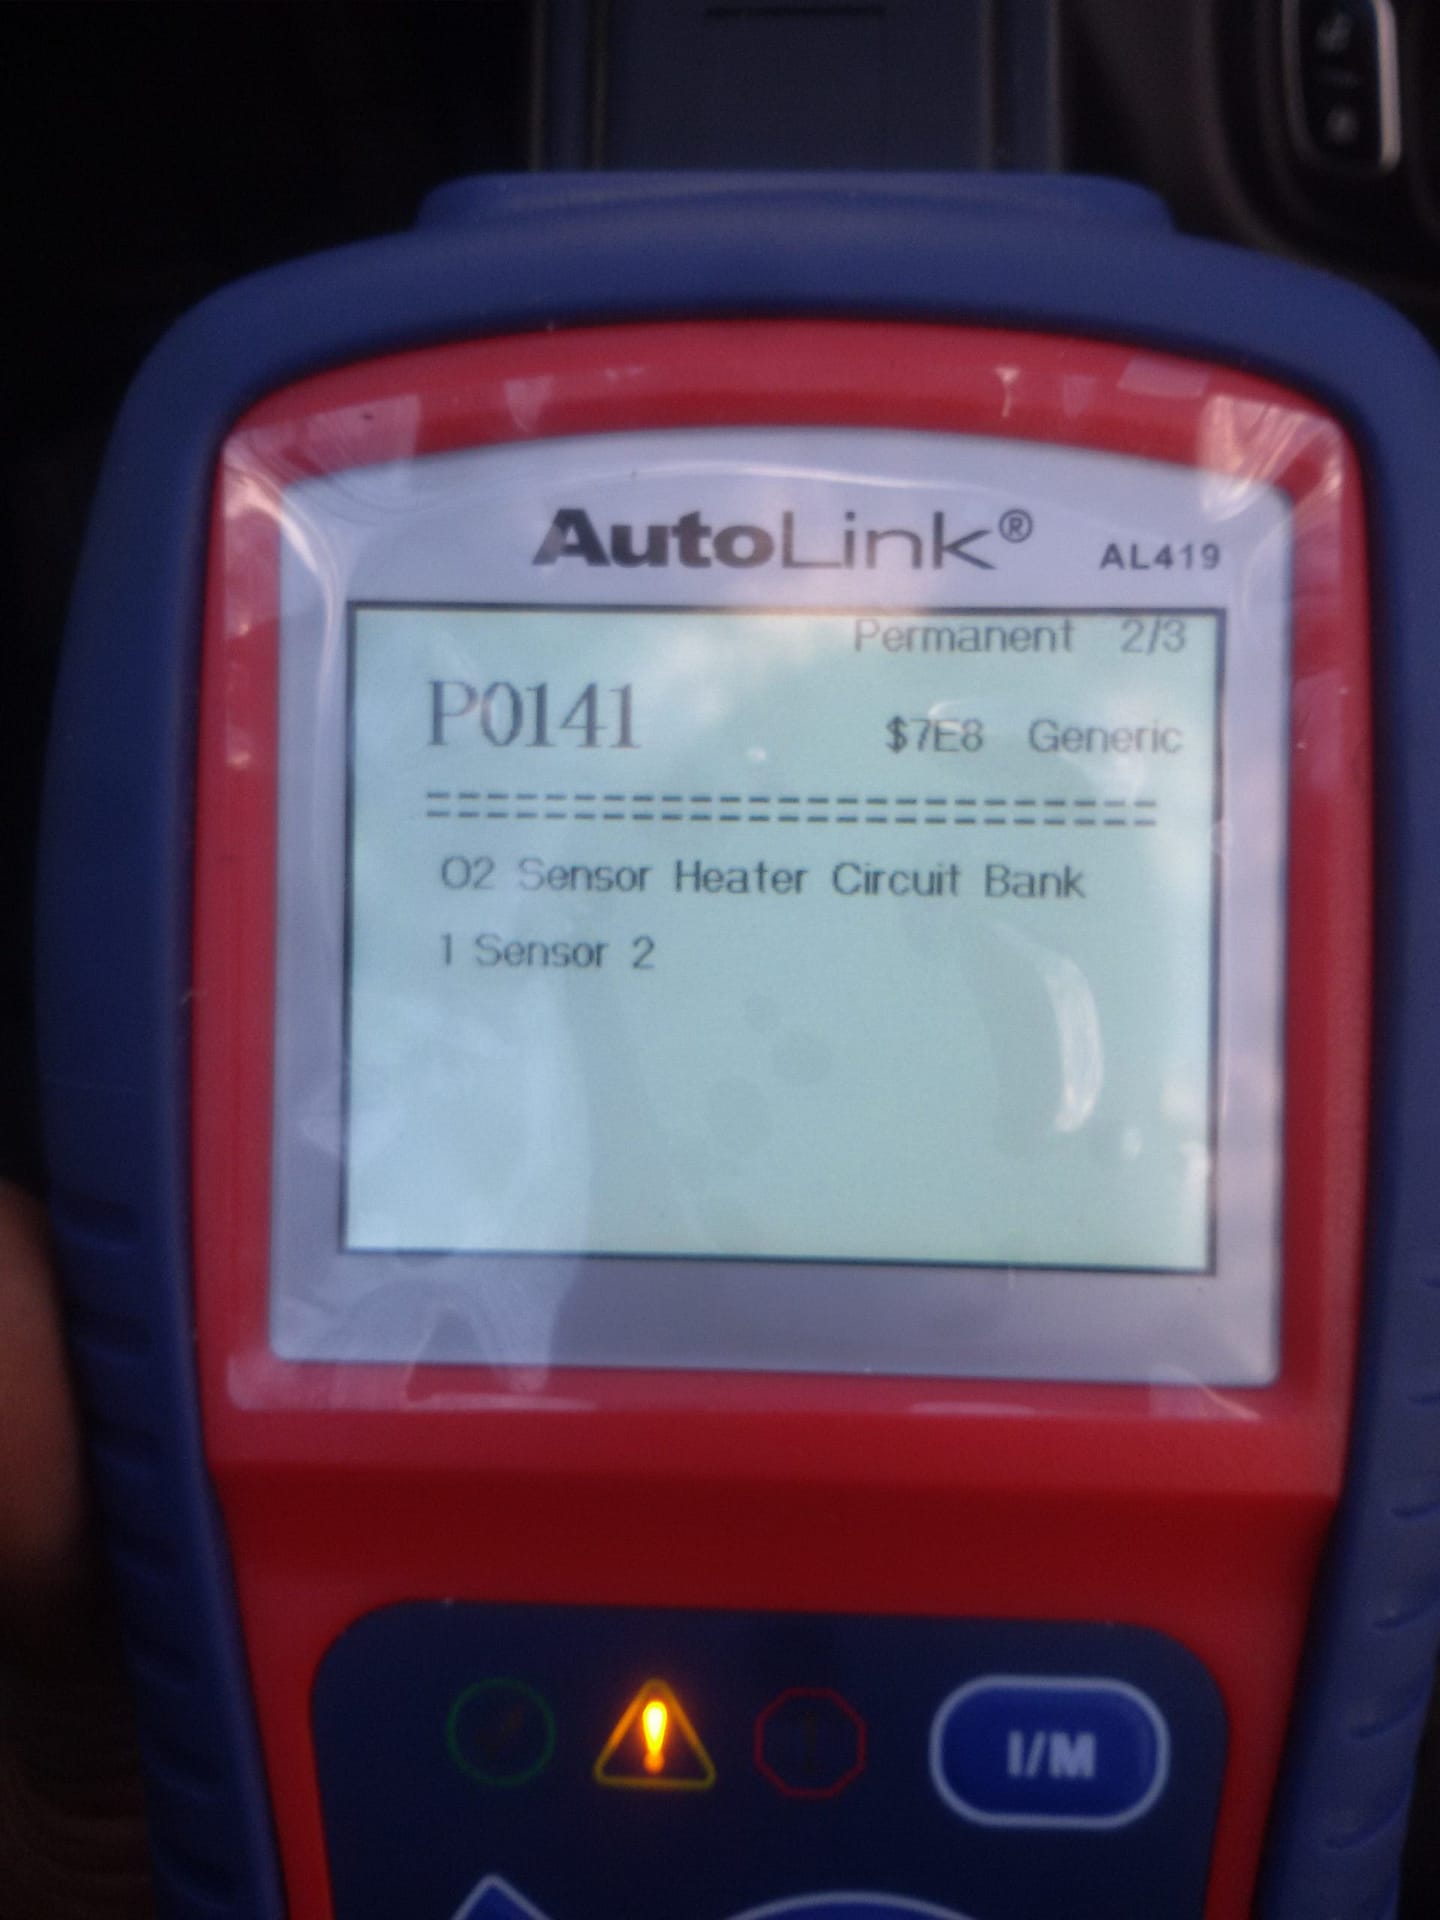 AutoLink® AL419
Permanent 2/3
P0141 $7E8 Generic
==========================
O2 Sensor Heater Circuit Bank
1 Sensor 2
I/M